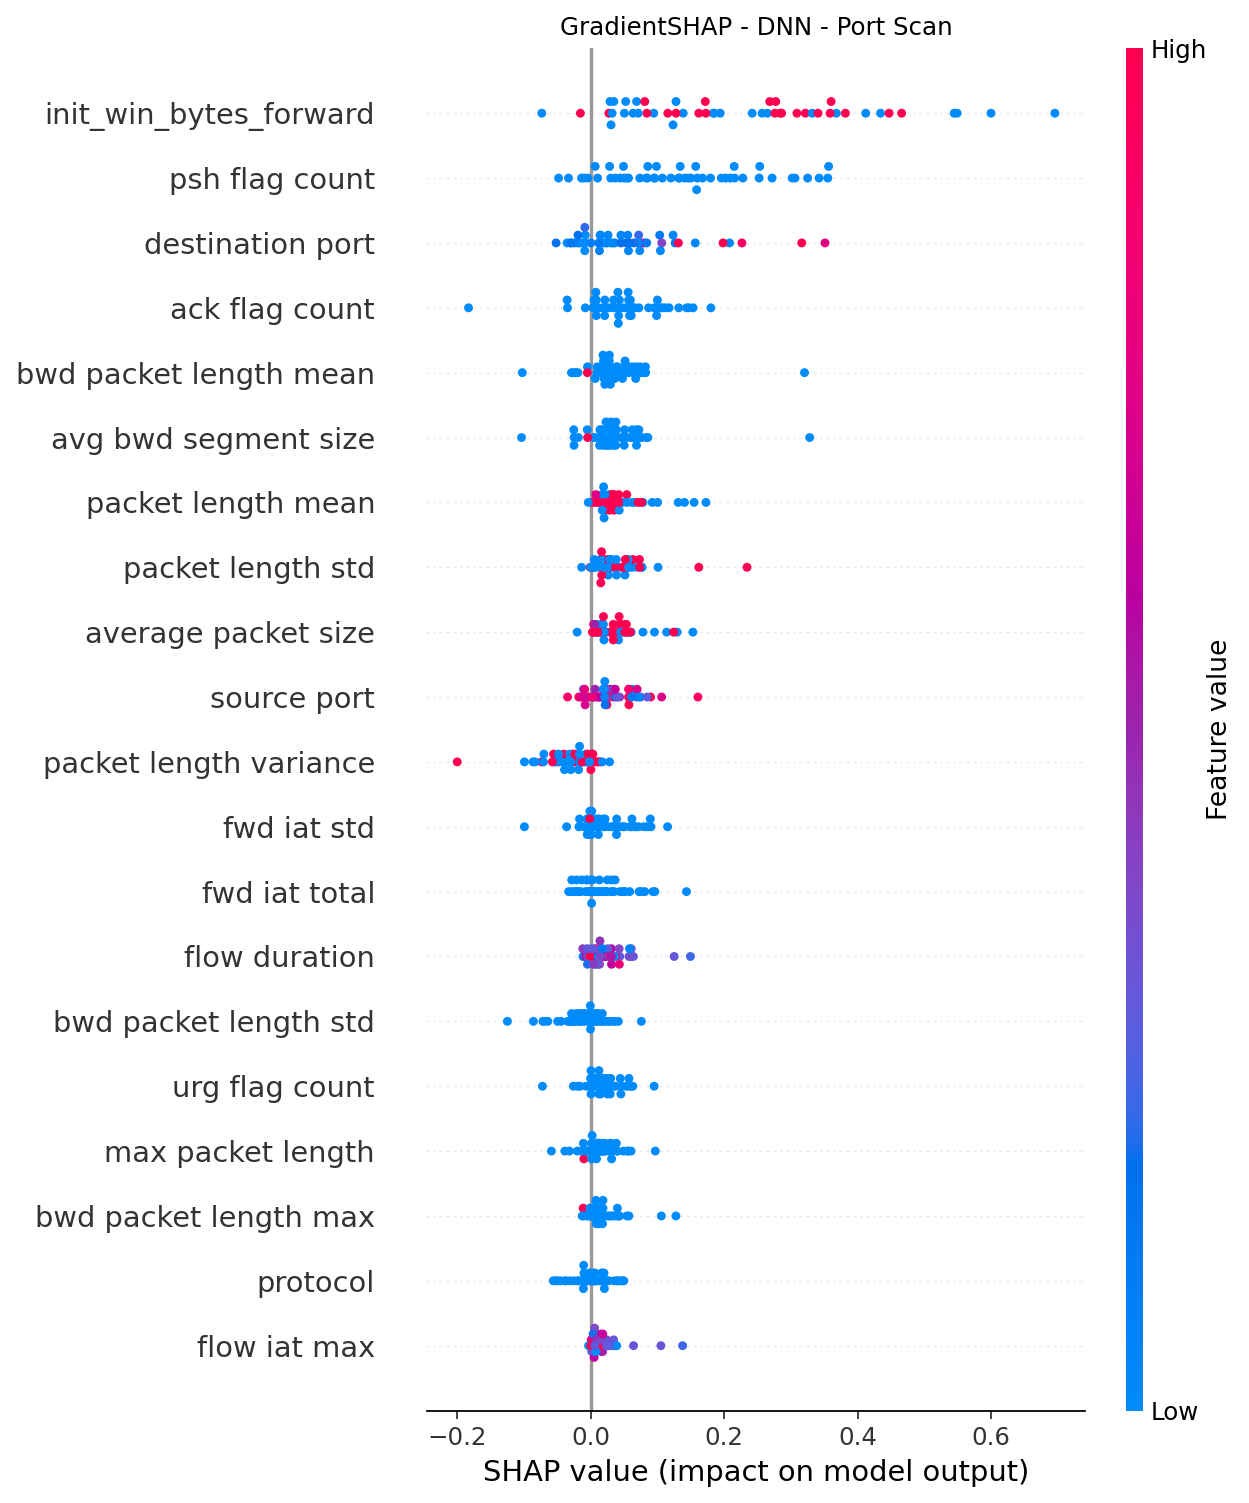 GradientSHAP - DNN - Port Scan
High
init_win_bytes_forward
psh flag count
destination port
ack flag count
bwd packet length mean
avg bwd segment size
packet length mean
packet length std
average packet size
source port
packet length variance
fwd iat std
fwd iat total
flow duration
bwd packet length std
urg flag count
max packet length
bwd packet length max
protocol
flow iat max
Feature value
Low
−0.2 0.0 0.2 0.4 0.6
SHAP value (impact on model output)